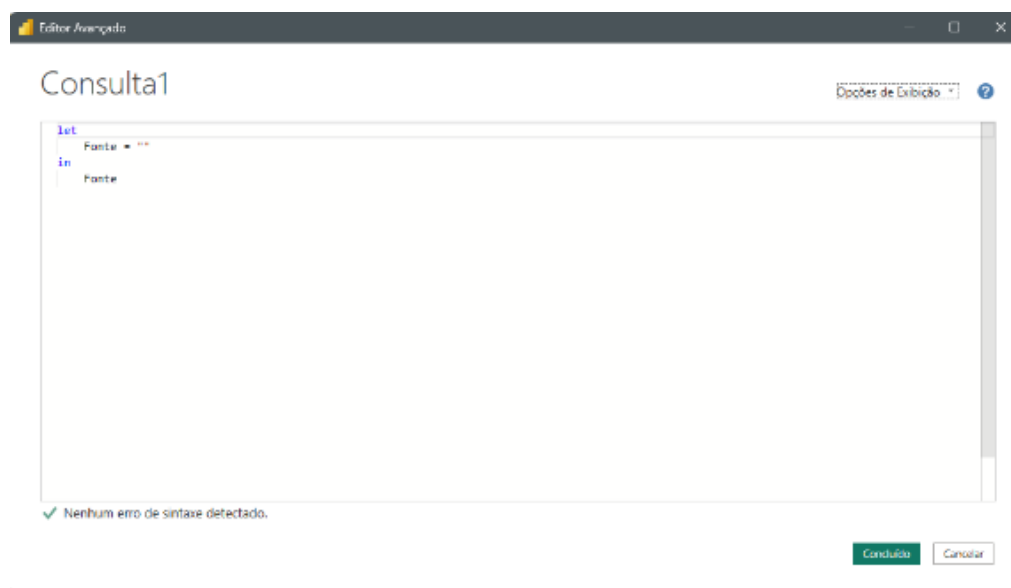 Editor Avançado
Consulta1
Opções de Exibição
?
let
Fonte = ""
in
Fonte
Nenhum erro de sintaxe detectado.
Concluído
Cancelar